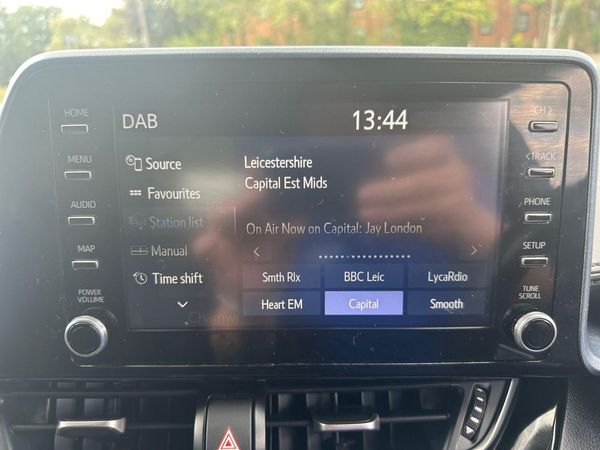 HOME
MENU
AUDIO
MAP
POWER
VOLUME
DAB
13:44
Source
Favourites
Station list
Manual
Time shift
Leicestershire
Capital Est Mids
On Air Now on Capital: Jay London
Smth Rlx
BBC Leic
LycaRdio
Heart EM
Capital
Smooth
CH >
< TRACK
PHONE
SETUP
TUNE
SCROLL